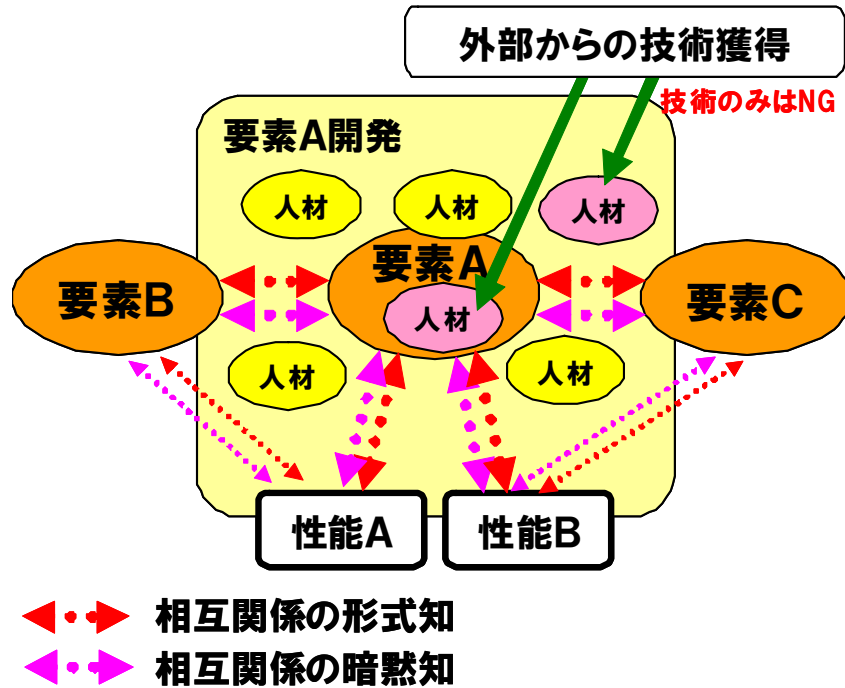 外部からの技術獲得
技術のみはNG
要素A開発
人材
人材
人材
要素A
要素B
人材
要素C
人材
人材
性能A
性能B
相互関係の形式知
相互関係の暗黙知